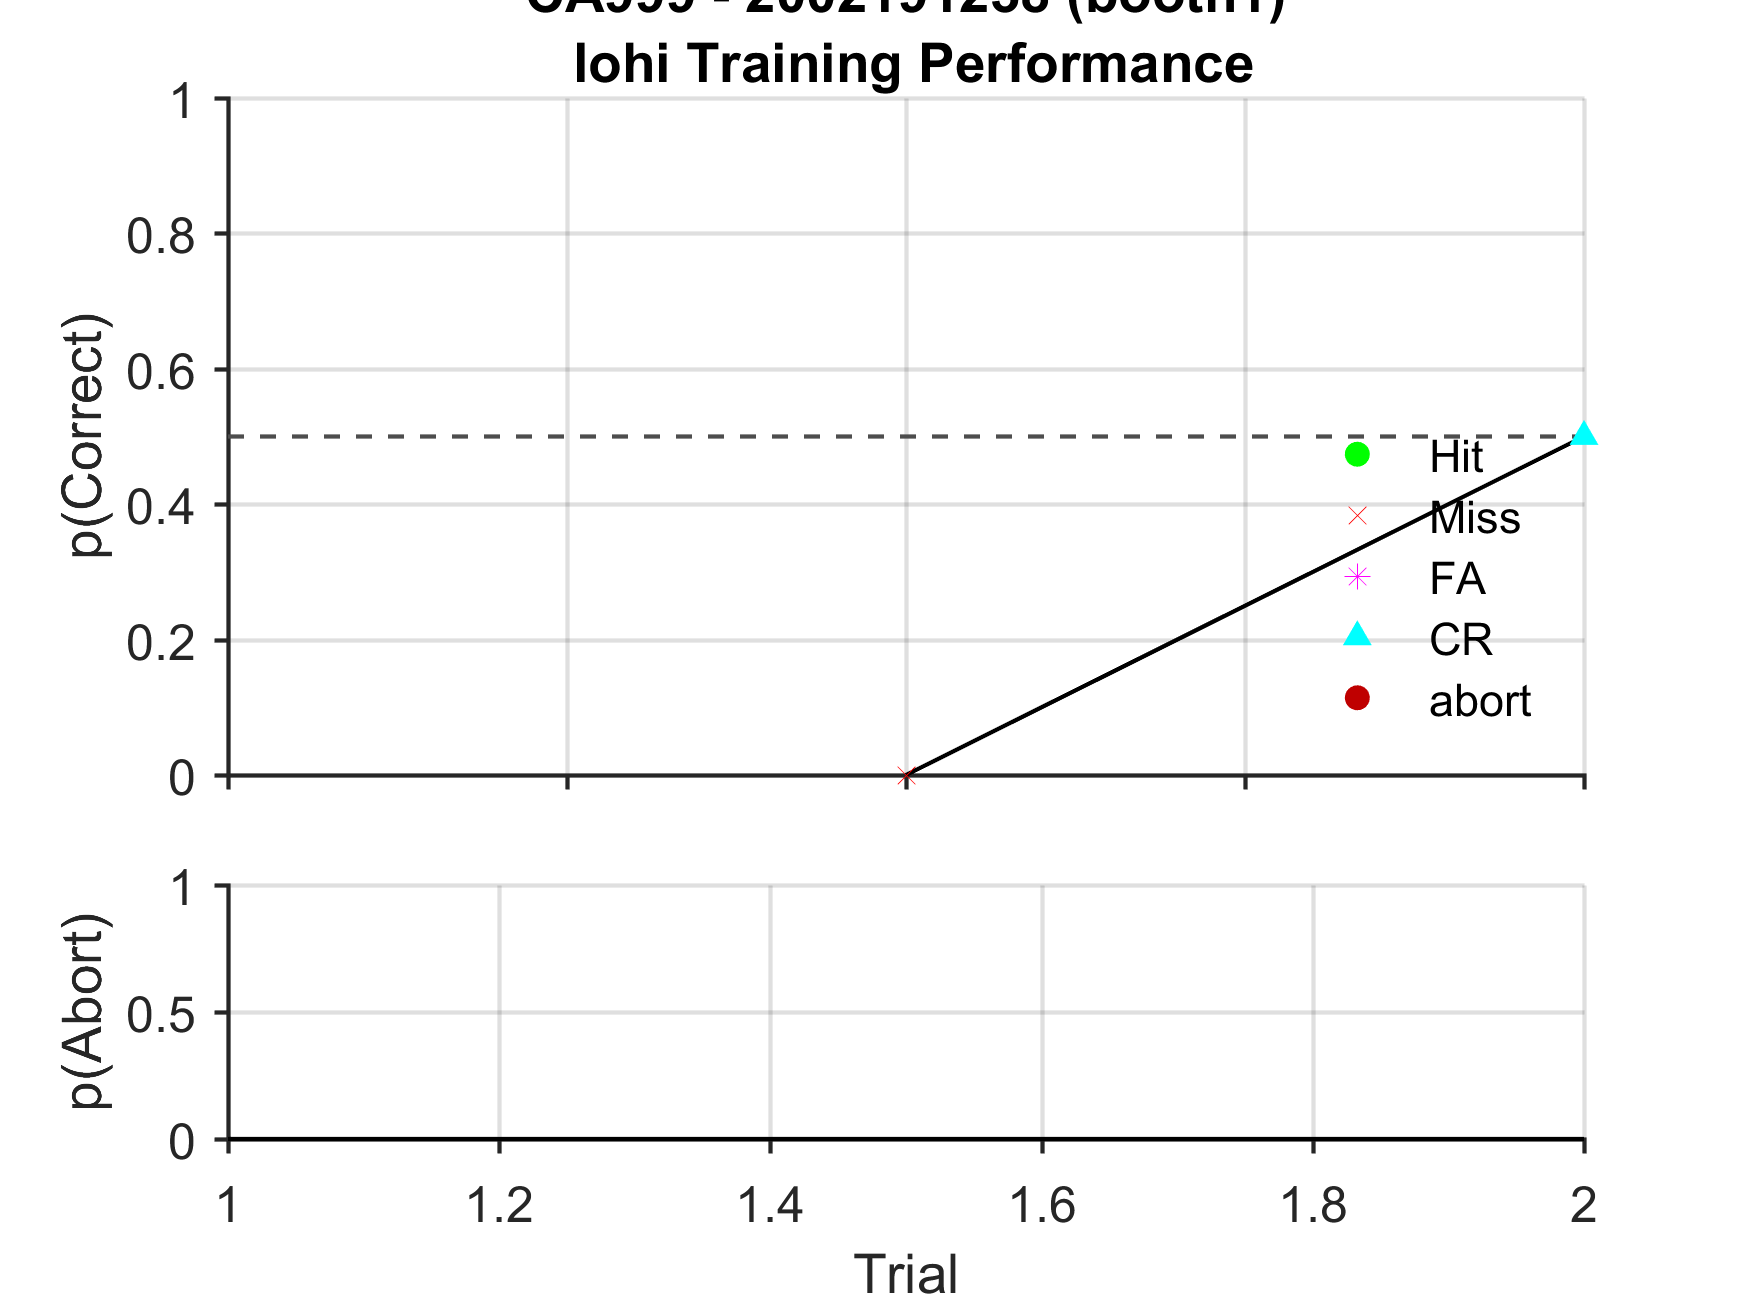 lohi Training Performance
1
0.8
0.6
0.4
0.2
0
p(Correct)
Hit
Miss
FA
CR
abort
1
0.5
0
p(Abort)
1 1.2 1.4 1.6 1.8 2
Trial